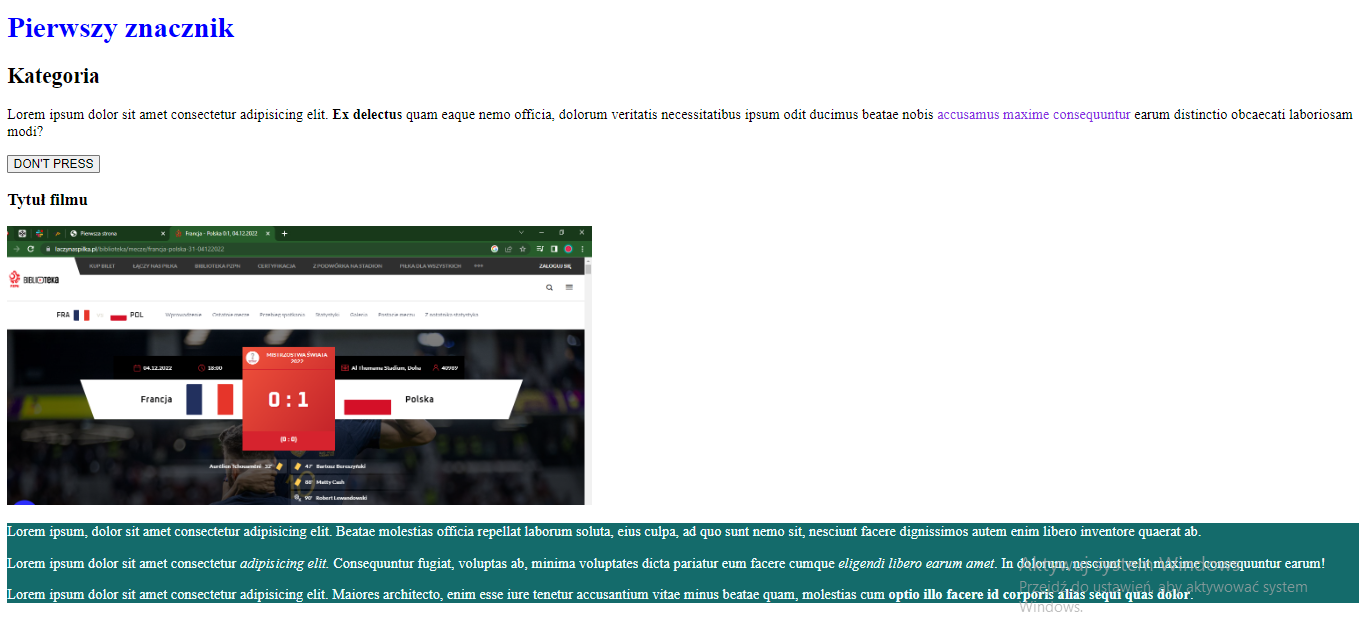 Pierwszy znacznik
Kategoria
Lorem ipsum dolor sit amet consectetur adipisicing elit. Ex delectus quam eaque nemo officia, dolorum veritatis necessitatibus ipsum odit ducimus beatae nobis accusamus maxime consequuntur earum distinctio obcaecati laboriosam
modi?
DON'T PRESS
Tytuł filmu
Pierwsza strona
Francja - Polska 0:1, 04.12.2022
laczynaspilka.pl/biblioteka/mecze/francja-polska-31-04122022
KUP BILET ŁĄCZY NAS PIŁKA BIBLIOTEKA PZPN CERTYFIKACJA Z PODWÓRKA NA STADION PIŁKA DLA WSZYSTKICH ZALOGUJ SIĘ
BIBLIOTEKA
FRA POL Wprowadzenie Ostatnie mecze Przebieg spotkania Statystyki Galeria Postacie meczu Z notatnika statystyka
MISTRZOSTWA ŚWIATA
2022
04.12.2022 16:00 Al Thumama Stadium, Doha 40989
Francja 0 : 1 Polska
(0 : 0)
Aurélien Tchouaméni 47' Bartosz Bereszyński
88' Matty Cash
90' Robert Lewandowski
Lorem ipsum, dolor sit amet consectetur adipisicing elit. Beatae molestias officia repellat laborum soluta, eius culpa, ad quo sunt nemo sit, nesciunt facere dignissimos autem enim libero inventore quaerat ab.
Lorem ipsum dolor sit amet consectetur adipisicing elit. Consequuntur fugiat, voluptas ab, minima voluptates dicta pariatur eum facere cumque eligendi libero earum amet. In dolorum, nesciunt velit maxime consequuntur earum!
Lorem ipsum dolor sit amet consectetur adipisicing elit. Maiores architecto, enim esse iure tenetur accusantium vitae minus beatae quam, molestias cum optio illo facere id corporis alias sequi quas dolor.
Aktywuj system Windows
Przejdź do ustawień, aby aktywować system
Windows.